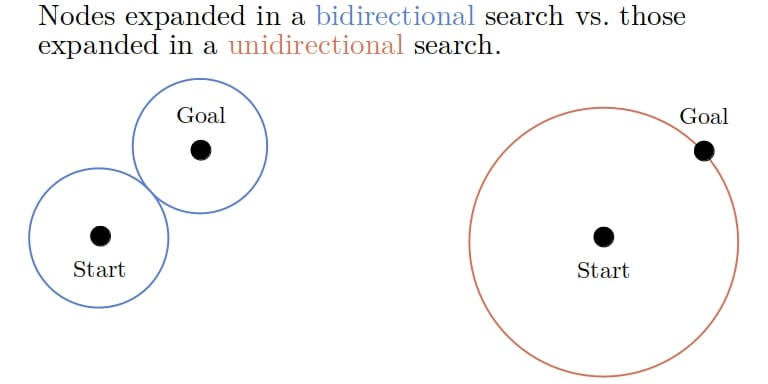 Nodes expanded in a bidirectional search vs. those
expanded in a unidirectional search.
Goal
Start
Goal
Start